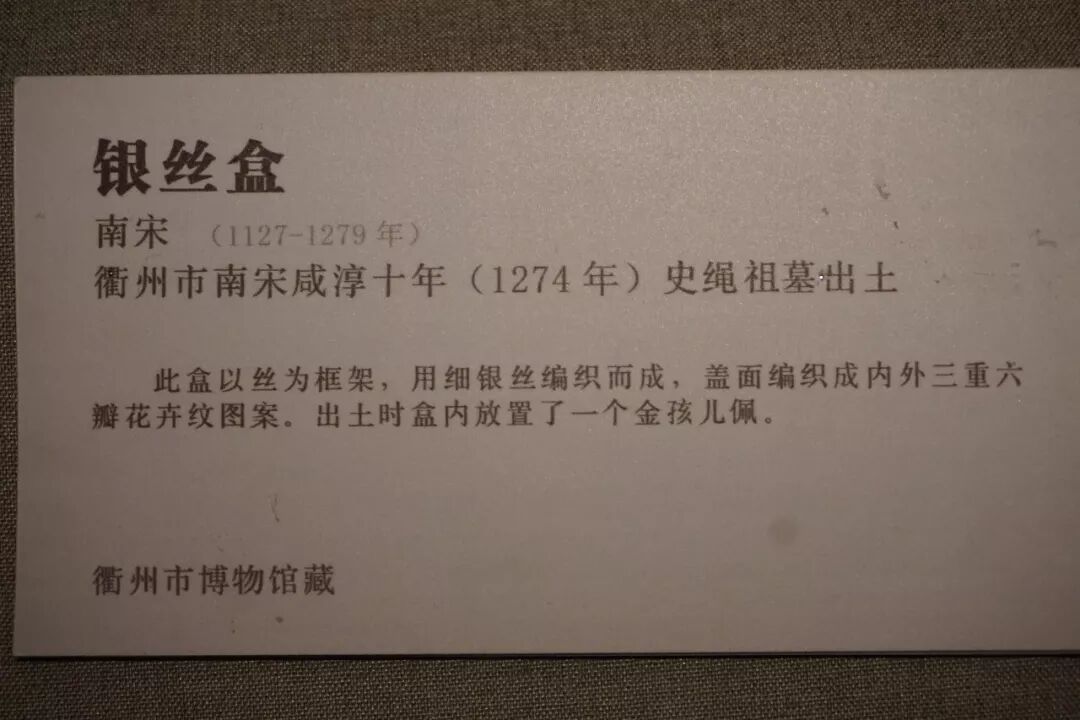 银丝盒
南宋 (1127-1279 年)
衢州市南宋咸淳十年(1274 年)史绳祖墓出土
此盒以丝为框架,用细银丝编织而成,盖面编织成内外三重六
瓣花卉纹图案。出土时盒内放置了一个金孩儿佩。
衢州市博物馆藏